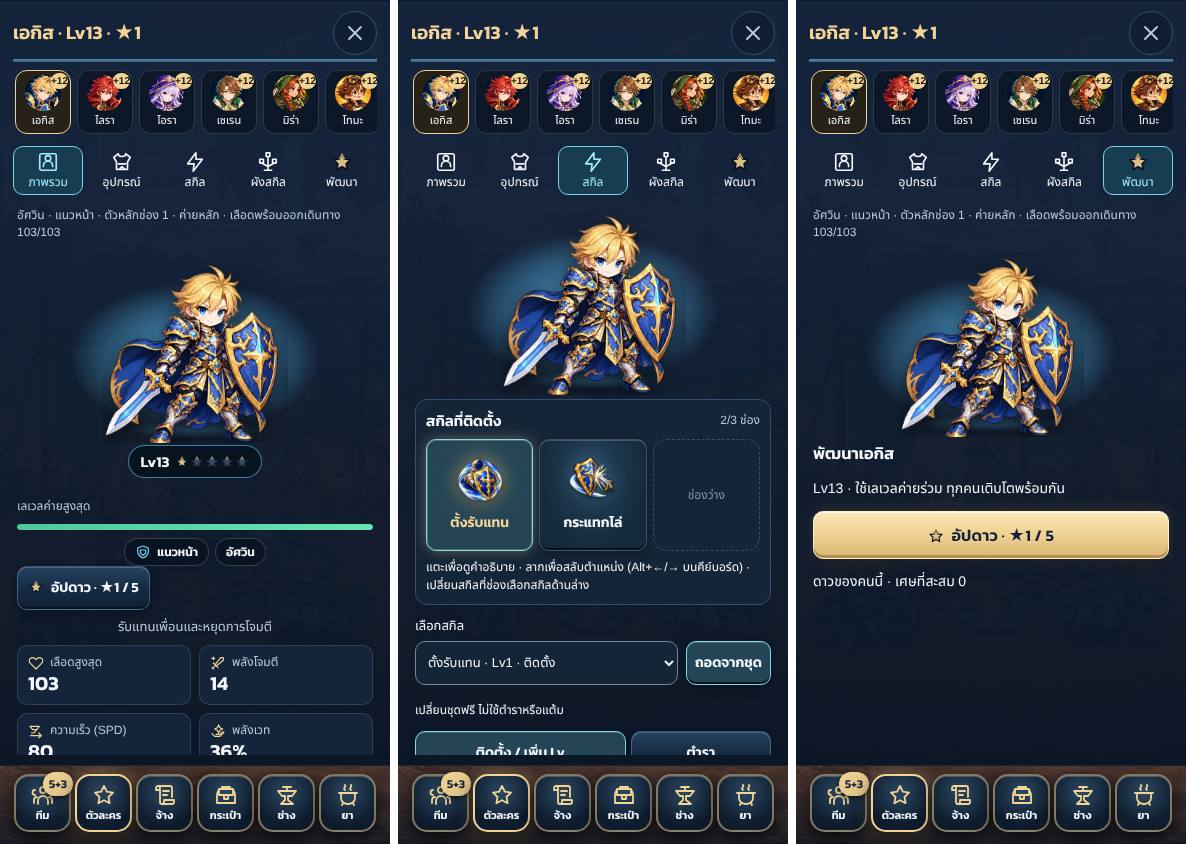 เอกิส · Lv13 · ★1
+12 +12 +12 +12 +12 +12
เอกิส ไลรา ไอรา เซเรน มิร่า โทมะ
ภาพรวม อุปกรณ์ สกิล ผังสกิล พัฒนา
อัศวิน · แนวหน้า · ตัวหลักช่อง 1 · ค่ายหลัก · เลือดพร้อมออกเดินทาง
103/103
Lv13
เลเวลค่ายสูงสุด
แนวหน้า อัศวิน
อัปดาว · ★1 / 5
รับแทนเพื่อนและหยุดการโจมตี
เลือดสูงสุด
103
พลังโจมตี
14
ความเร็ว (SPD)
80
พลังเวท
36%
5+3
ทีม ตัวละคร จ้าง กระเป๋า ช่าง ยา
เอกิส · Lv13 · ★1
+12 +12 +12 +12 +12 +12
เอกิส ไลรา ไอรา เซเรน มิร่า โทมะ
ภาพรวม อุปกรณ์ สกิล ผังสกิล พัฒนา
สกิลที่ติดตั้ง 2/3 ช่อง
ตั้งรับแทน กระแทกโล่ ช่องว่าง
แตะเพื่อดูคำอธิบาย · ลากเพื่อสลับตำแหน่ง (Alt+←/→ บนคีย์บอร์ด) ·
เปลี่ยนสกิลที่ช่องเลือกสกิลด้านล่าง
เลือกสกิล
ตั้งรับแทน · Lv1 · ติดตั้ง ถอดจากชุด
เปลี่ยนชุดฟรี ไม่ใช้ตำราหรือแต้ม
ติดตั้ง / เพิ่ม Lv ตำรา
5+3
ทีม ตัวละคร จ้าง กระเป๋า ช่าง ยา
เอกิส · Lv13 · ★1
+12 +12 +12 +12 +12 +12
เอกิส ไลรา ไอรา เซเรน มิร่า โทมะ
ภาพรวม อุปกรณ์ สกิล ผังสกิล พัฒนา
อัศวิน · แนวหน้า · ตัวหลักช่อง 1 · ค่ายหลัก · เลือดพร้อมออกเดินทาง
103/103
พัฒนาเอกิส
Lv13 · ใช้เลเวลค่ายร่วม ทุกคนเติบโตพร้อมกัน
อัปดาว · ★1 / 5
ดาวของคนนี้ · เศษที่สะสม 0
5+3
ทีม ตัวละคร จ้าง กระเป๋า ช่าง ยา